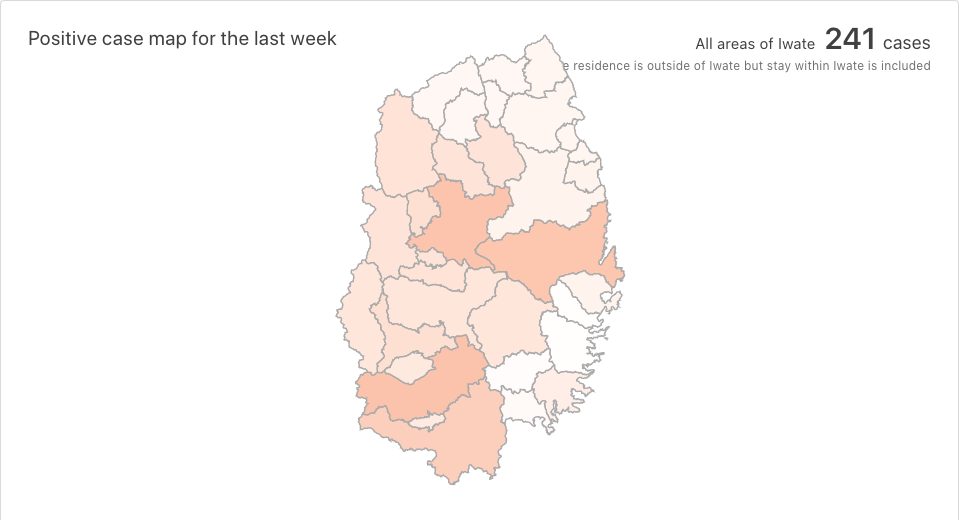 Positive case map for the last week
All areas of Iwate 241 cases
residence is outside of Iwate but stay within Iwate is included